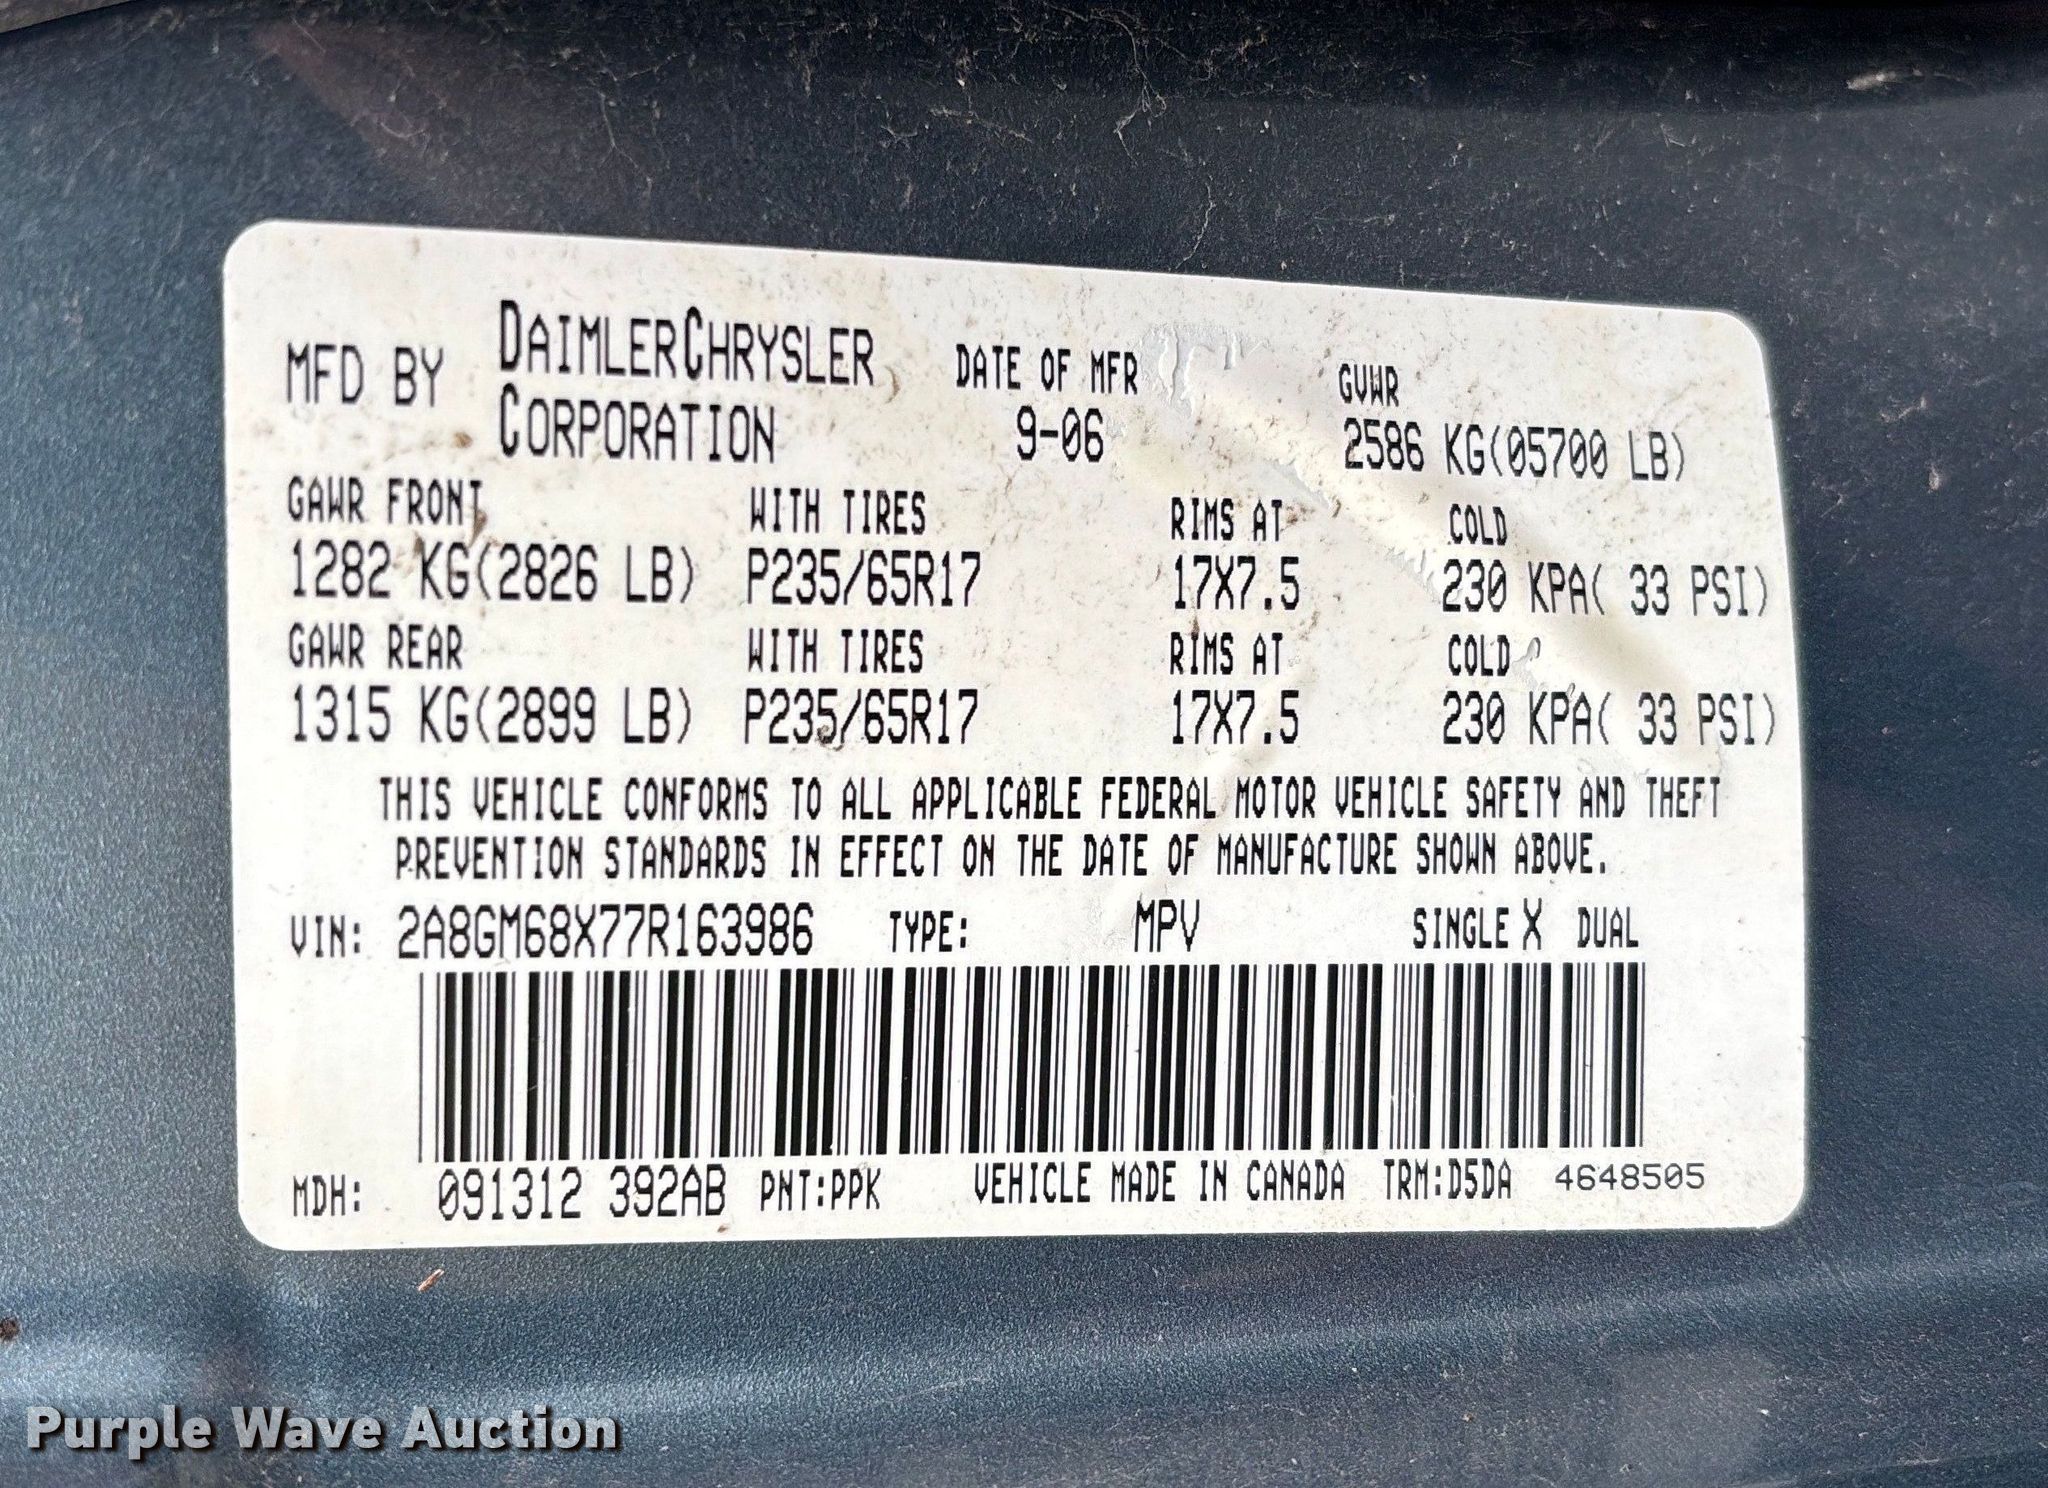 MFD BY DAIMLERCHRYSLER CORPORATION DATE OF MFR 9-06 GVWR 2586 KG(05700 LB)
GAWR FRONT WITH TIRES RIMS AT COLD
1282 KG(2826 LB) P235/65R17 17X7.5 230 KPA( 33 PSI)
GAWR REAR WITH TIRES RIMS AT COLD
1315 KG(2899 LB) P235/65R17 17X7.5 230 KPA( 33 PSI)
THIS VEHICLE CONFORMS TO ALL APPLICABLE FEDERAL MOTOR VEHICLE SAFETY AND THEFT
PREVENTION STANDARDS IN EFFECT ON THE DATE OF MANUFACTURE SHOWN ABOVE.
VIN: 2A8GM68X77R163986 TYPE: MPV SINGLE X DUAL
MDH: 091312 392AB PNT:PPK VEHICLE MADE IN CANADA TRM:D5DA 4648505
Purple Wave Auction